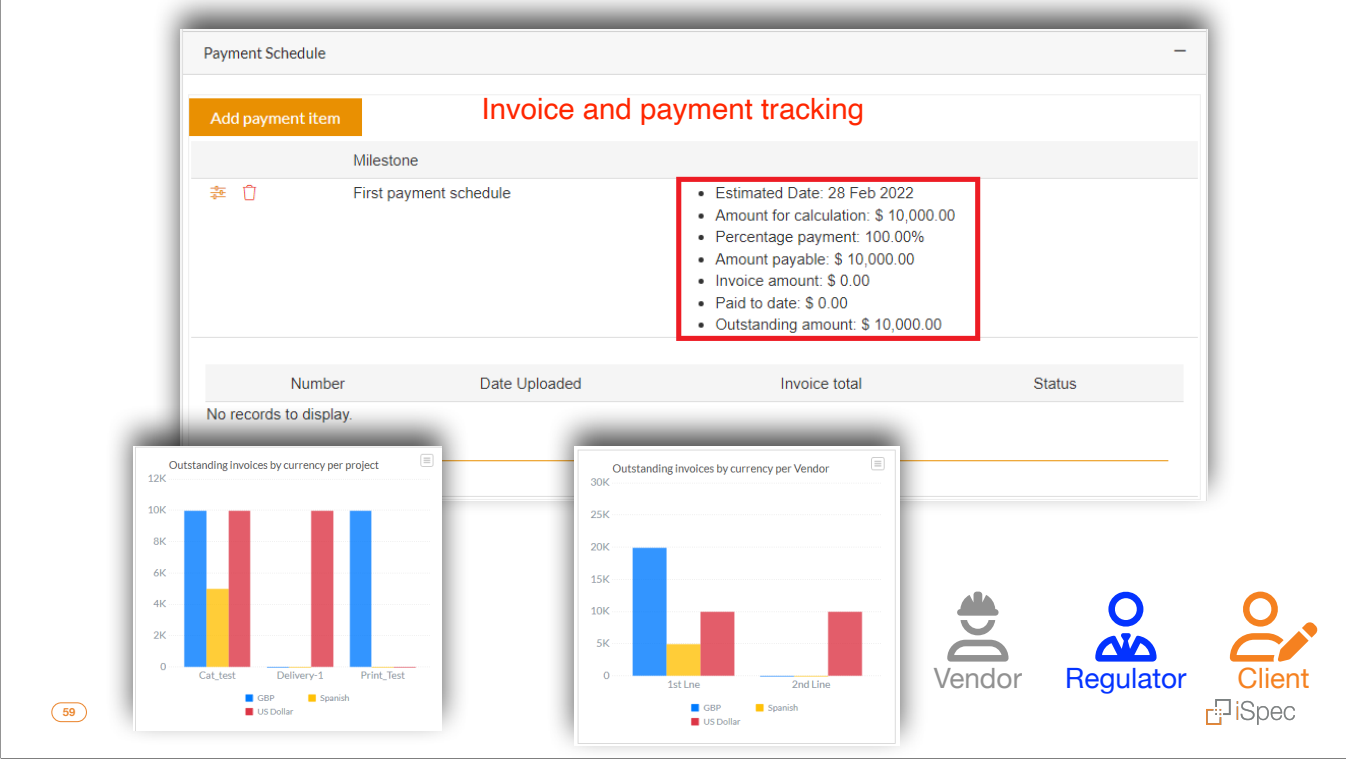 Payment Schedule
Invoice and payment tracking
Add payment item
Milestone
First payment schedule
Estimated Date: 28 Feb 2022
Amount for calculation: $ 10,000.00
Percentage payment: 100.00%
Amount payable: $ 10,000.00
Invoice amount: $ 0.00
Paid to date: $ 0.00
Outstanding amount: $ 10,000.00
Number Date Uploaded Invoice total Status
No records to display.
Outstanding invoices by currency per project
12K
10K
8K
6K
4K
2K
0
Cat_test Delivery-1 Print_Test
GBP Spanish
US Dollar
Outstanding invoices by currency per Vendor
30K
25K
20K
15K
10K
5K
0
1st Lne 2nd Line
GBP Spanish
US Dollar
Vendor Regulator Client
59
iSpec